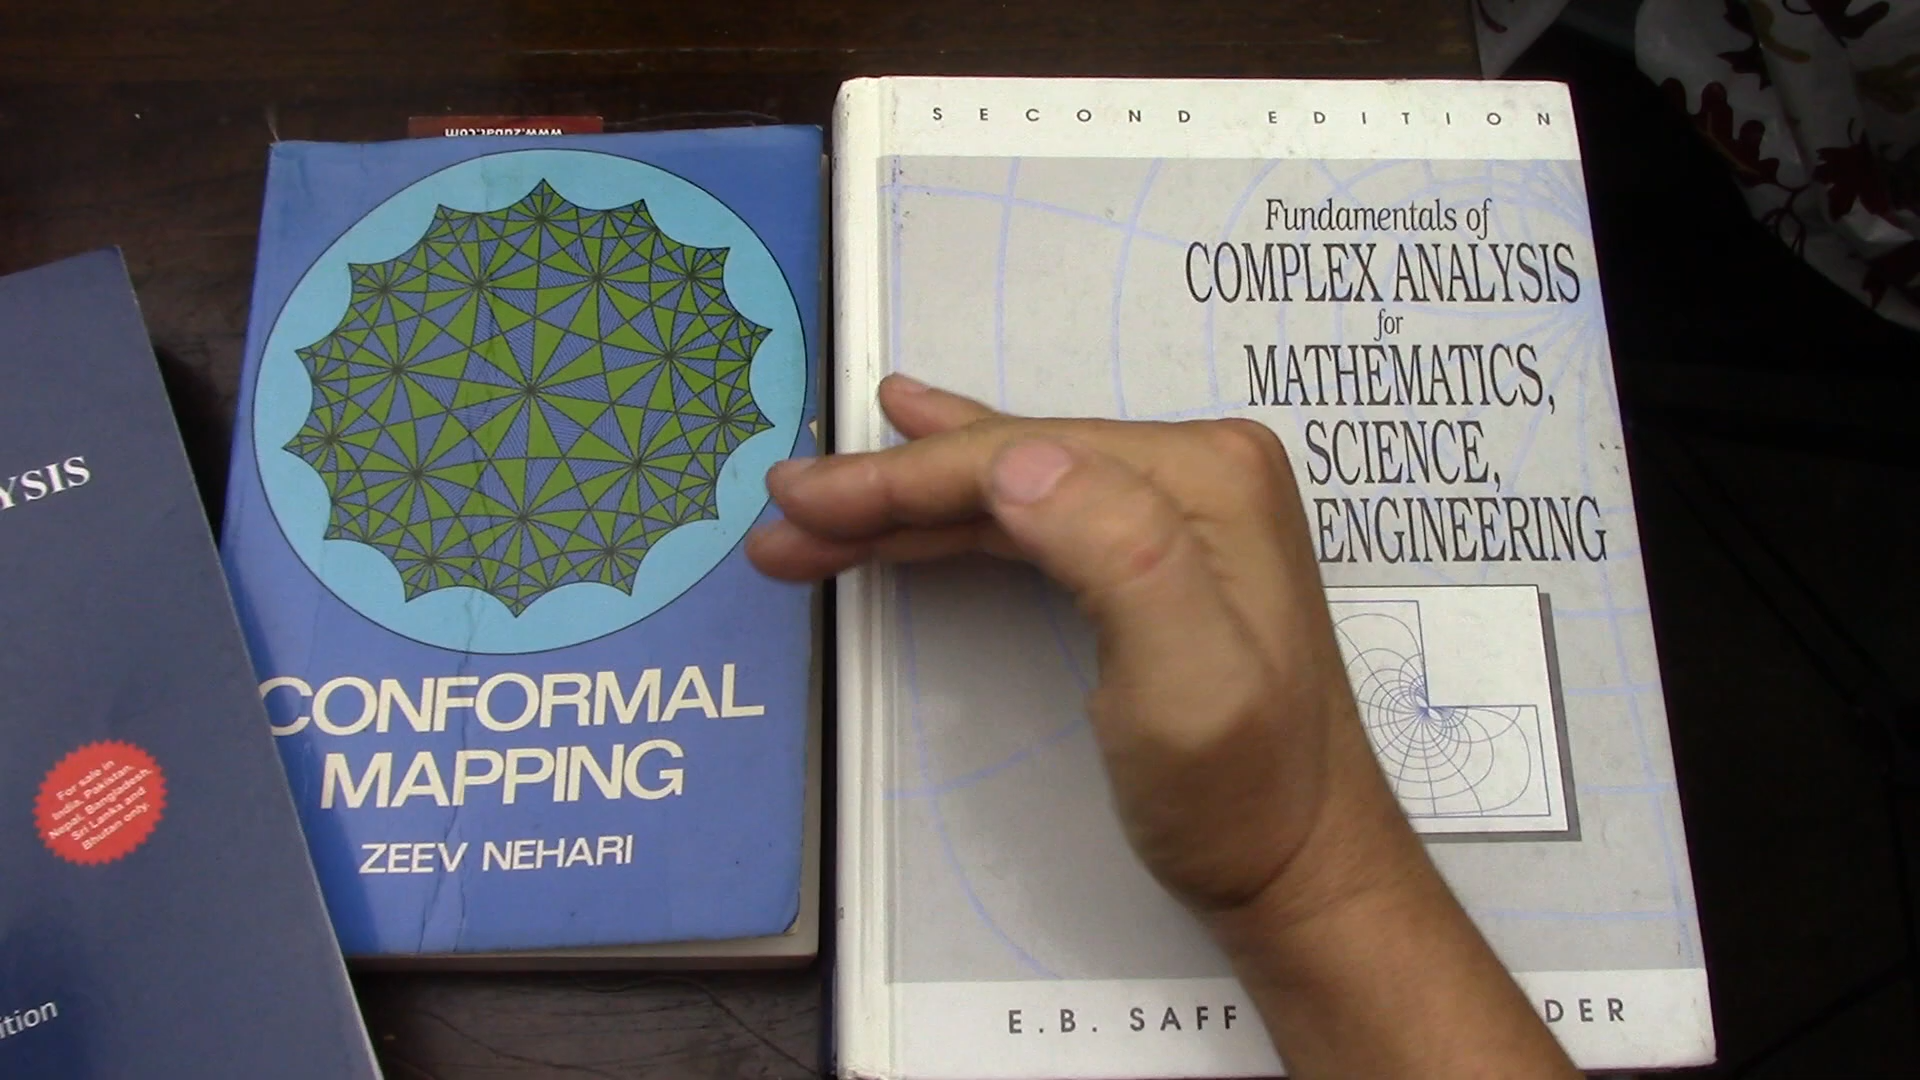 YSIS
For sale in
India, Pakistan,
Nepal, Bangladesh,
Sri Lanka and
Bhutan only.
ition
www.zubal.com
CONFORMAL
MAPPING
ZEEV NEHARI
SECOND EDITION
Fundamentals of
COMPLEX ANALYSIS
for
MATHEMATICS,
SCIENCE,
ENGINEERING
E.B. SAFF DER